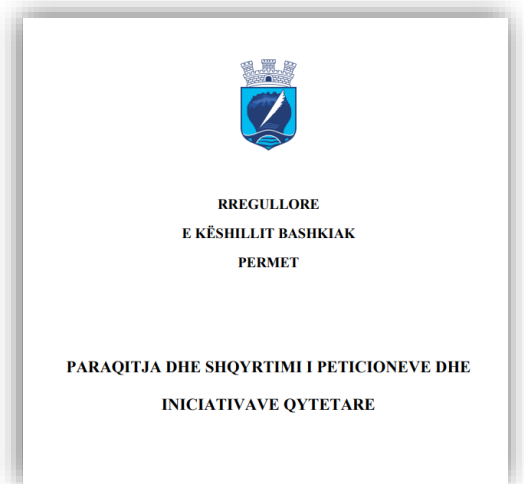 RREGULLORE
E KËSHILLIT BASHKIAK
PERMET
PARAQITJA DHE SHQYRTIMI I PETICIONEVE DHE
INICIATIVAVE QYTETARE